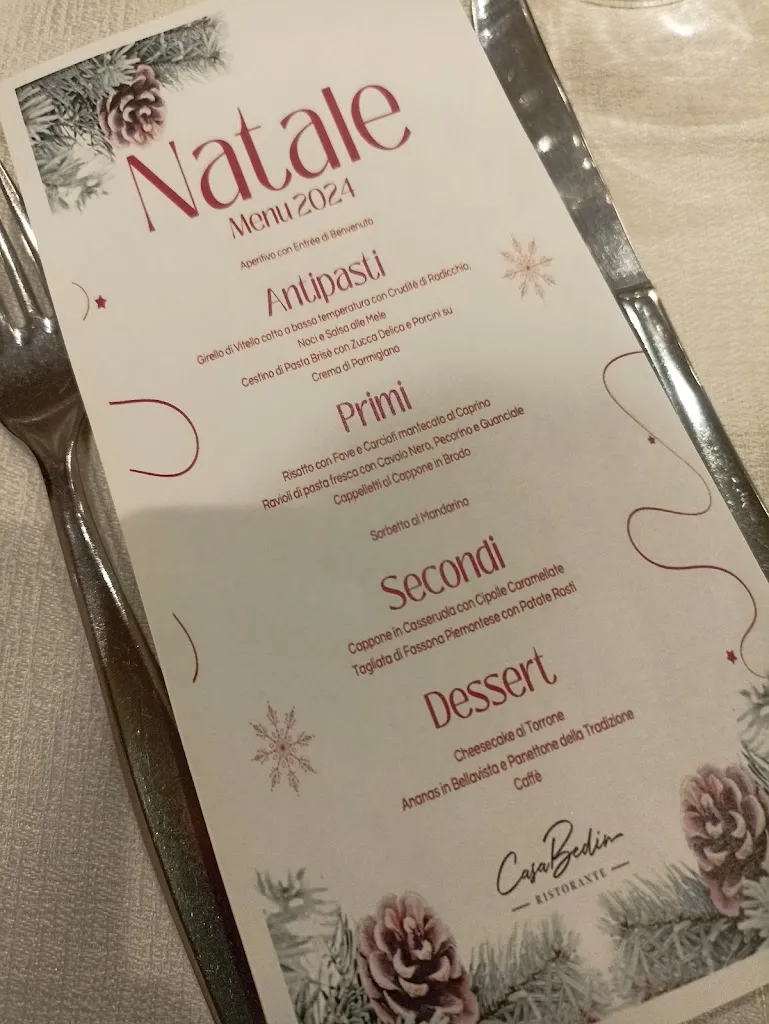 Natale
Menu 2024
Aperitivo con Entrée di Benvenuto
Antipasti
Girello di Vitello cotto a bassa temperatura con Crudité di Radicchio,
Noci e Salsa alle Mele
Cestino di Pasta Brisé con Zucca Delica e Porcini su
Crema di Parmigiano
Primi
Risotto con Fave e Carciofi mantecato al Caprino
Ravioli di pasta fresca con Cavolo Nero, Pecorino e Guanciale
Cappelletti al Cappone in Brodo
Sorbetto al Mandarino
Secondi
Cappone in Casseruola con Cipolle Caramellate
Tagliata di Fassona Piemontese con Patate Rosti
Dessert
Cheesecake al Torrone
Ananas in Bellavista e Panettone della Tradizione
Caffè
CasaBedin
RISTORANTE